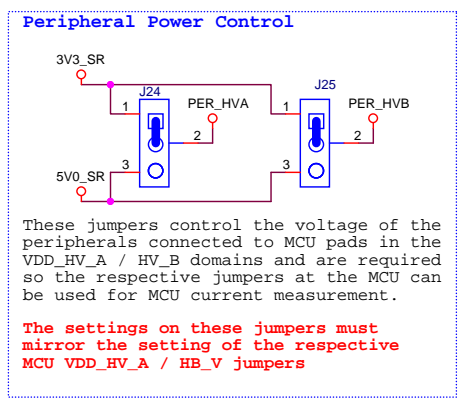 Peripheral Power Control
3V3_SR
J24
J25
1
PER_HVA
1
PER_HVB
2
2
3
3
5V0_SR
These jumpers control the voltage of the
peripherals connected to MCU pads in the
VDD_HV_A / HV_B domains and are required
so the respective jumpers at the MCU can
be used for MCU current measurement.
The settings on these jumpers must
mirror the setting of the respective
MCU VDD_HV_A / HB_V jumpers